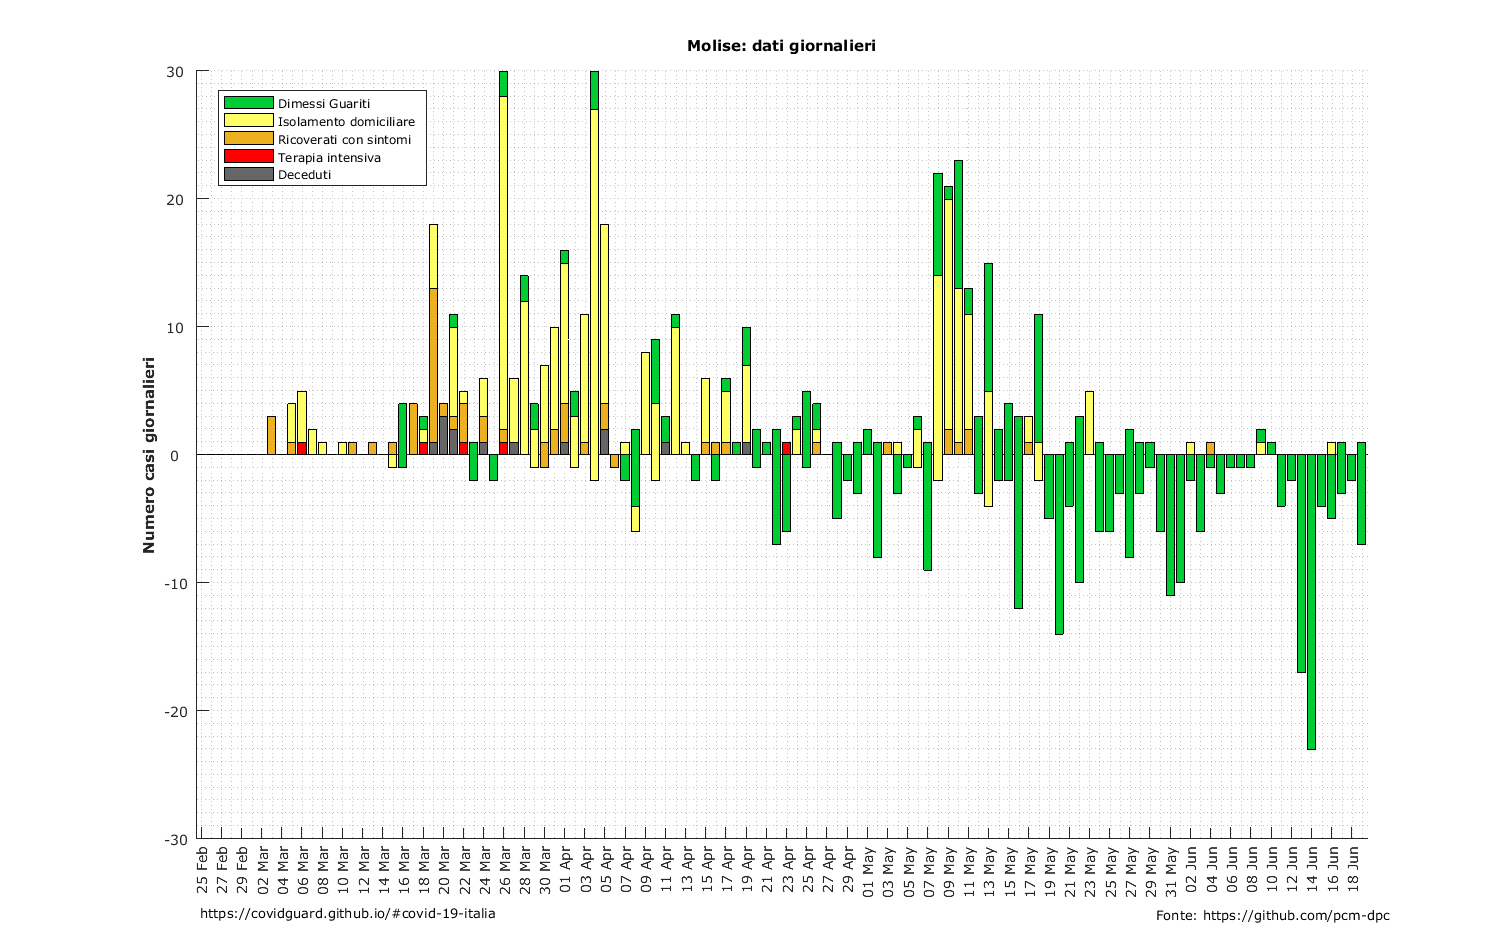 Molise: dati giornalieri
30
Dimessi Guariti
Isolamento domiciliare
Ricoverati con sintomi
Terapia intensiva
Deceduti
20
10
Numero casi giornalieri
0
-10
-20
-30
25 Feb
27 Feb
29 Feb
02 Mar
04 Mar
06 Mar
08 Mar
10 Mar
12 Mar
14 Mar
16 Mar
18 Mar
20 Mar
22 Mar
24 Mar
26 Mar
28 Mar
30 Mar
01 Apr
03 Apr
05 Apr
07 Apr
09 Apr
11 Apr
13 Apr
15 Apr
17 Apr
19 Apr
21 Apr
23 Apr
25 Apr
27 Apr
29 Apr
01 May
03 May
05 May
07 May
09 May
11 May
13 May
15 May
17 May
19 May
21 May
23 May
25 May
27 May
29 May
31 May
02 Jun
04 Jun
06 Jun
08 Jun
10 Jun
12 Jun
14 Jun
16 Jun
18 Jun
https://covidguard.github.io/#covid-19-italia
Fonte: https://github.com/pcm-dpc